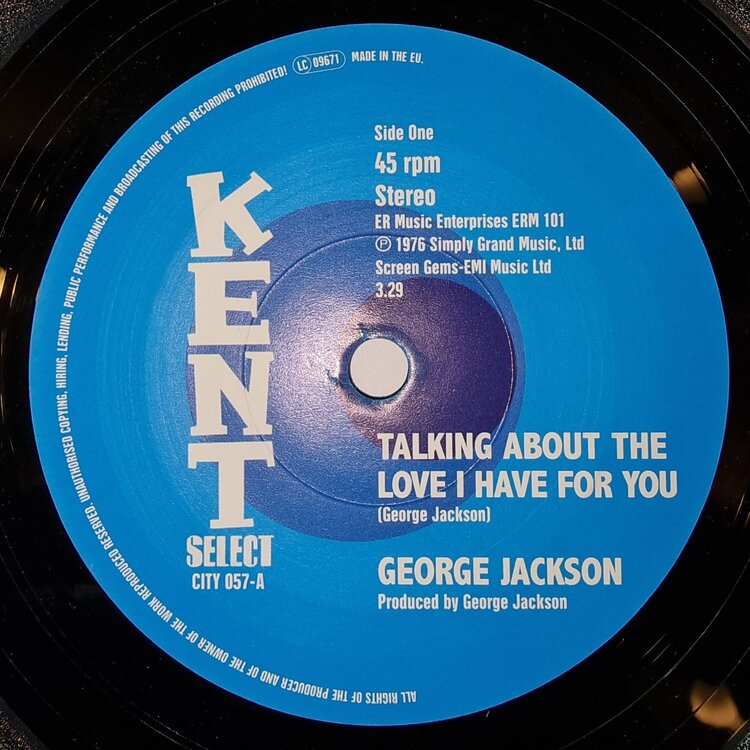 ALL RIGHTS OF THE PRODUCER AND OF THE OWNER OF THE WORK REPRODUCED RESERVED. UNAUTHORISED COPYING, HIRING, LENDING, PUBLIC PERFORMANCE AND BROADCASTING OF THIS RECORDING PROHIBITED! LC 09671 MADE IN THE EU.
Side One
45 rpm
Stereo
ER Music Enterprises ERM 101
℗ 1976 Simply Grand Music, Ltd
Screen Gems-EMI Music Ltd
3.29
KENT
SELECT
CITY 057-A
TALKING ABOUT THE
LOVE I HAVE FOR YOU
(George Jackson)
GEORGE JACKSON
Produced by George Jackson